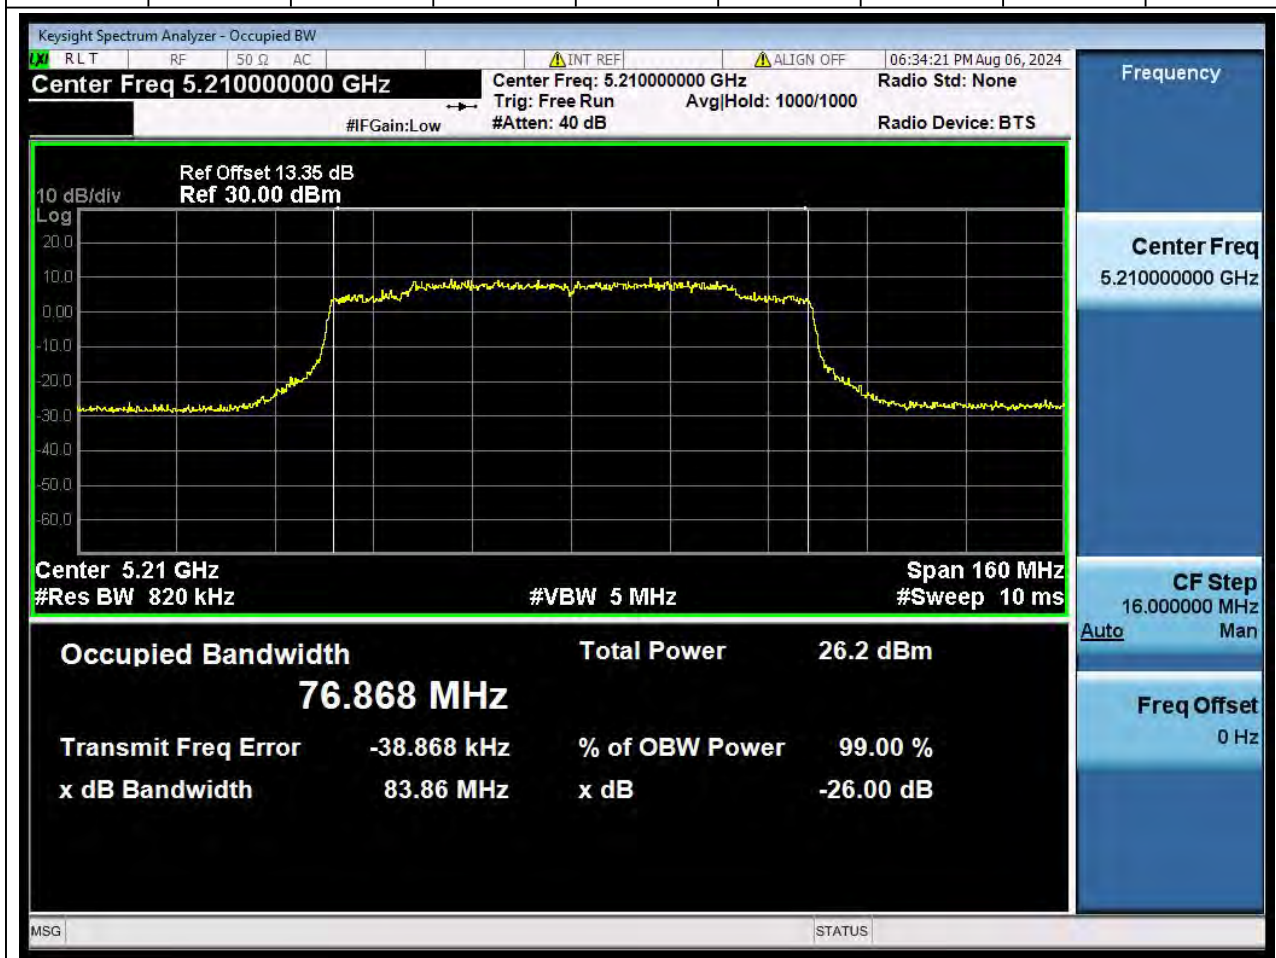 Keysight Spectrum Analyzer - Occupied BW
LXI RLT RF 50 Ω AC INT REF ALIGN OFF 06:34:21 PM Aug 06, 2024
Center Freq 5.210000000 GHz Center Freq: 5.210000000 GHz Radio Std: None
Trig: Free Run Avg|Hold: 1000/1000
#IFGain:Low #Atten: 40 dB Radio Device: BTS
Ref Offset 13.35 dB
10 dB/div Ref 30.00 dBm
Log
20.0
10.0
0.00
-10.0
-20.0
-30.0
-40.0
-50.0
-60.0
Center 5.21 GHz Span 160 MHz
#Res BW 820 kHz #VBW 5 MHz #Sweep 10 ms
Occupied Bandwidth Total Power 26.2 dBm
76.868 MHz
Transmit Freq Error -38.868 kHz % of OBW Power 99.00 %
x dB Bandwidth 83.86 MHz x dB -26.00 dB
MSG STATUS
Frequency
Center Freq
5.210000000 GHz
CF Step
16.000000 MHz
Auto Man
Freq Offset
0 Hz